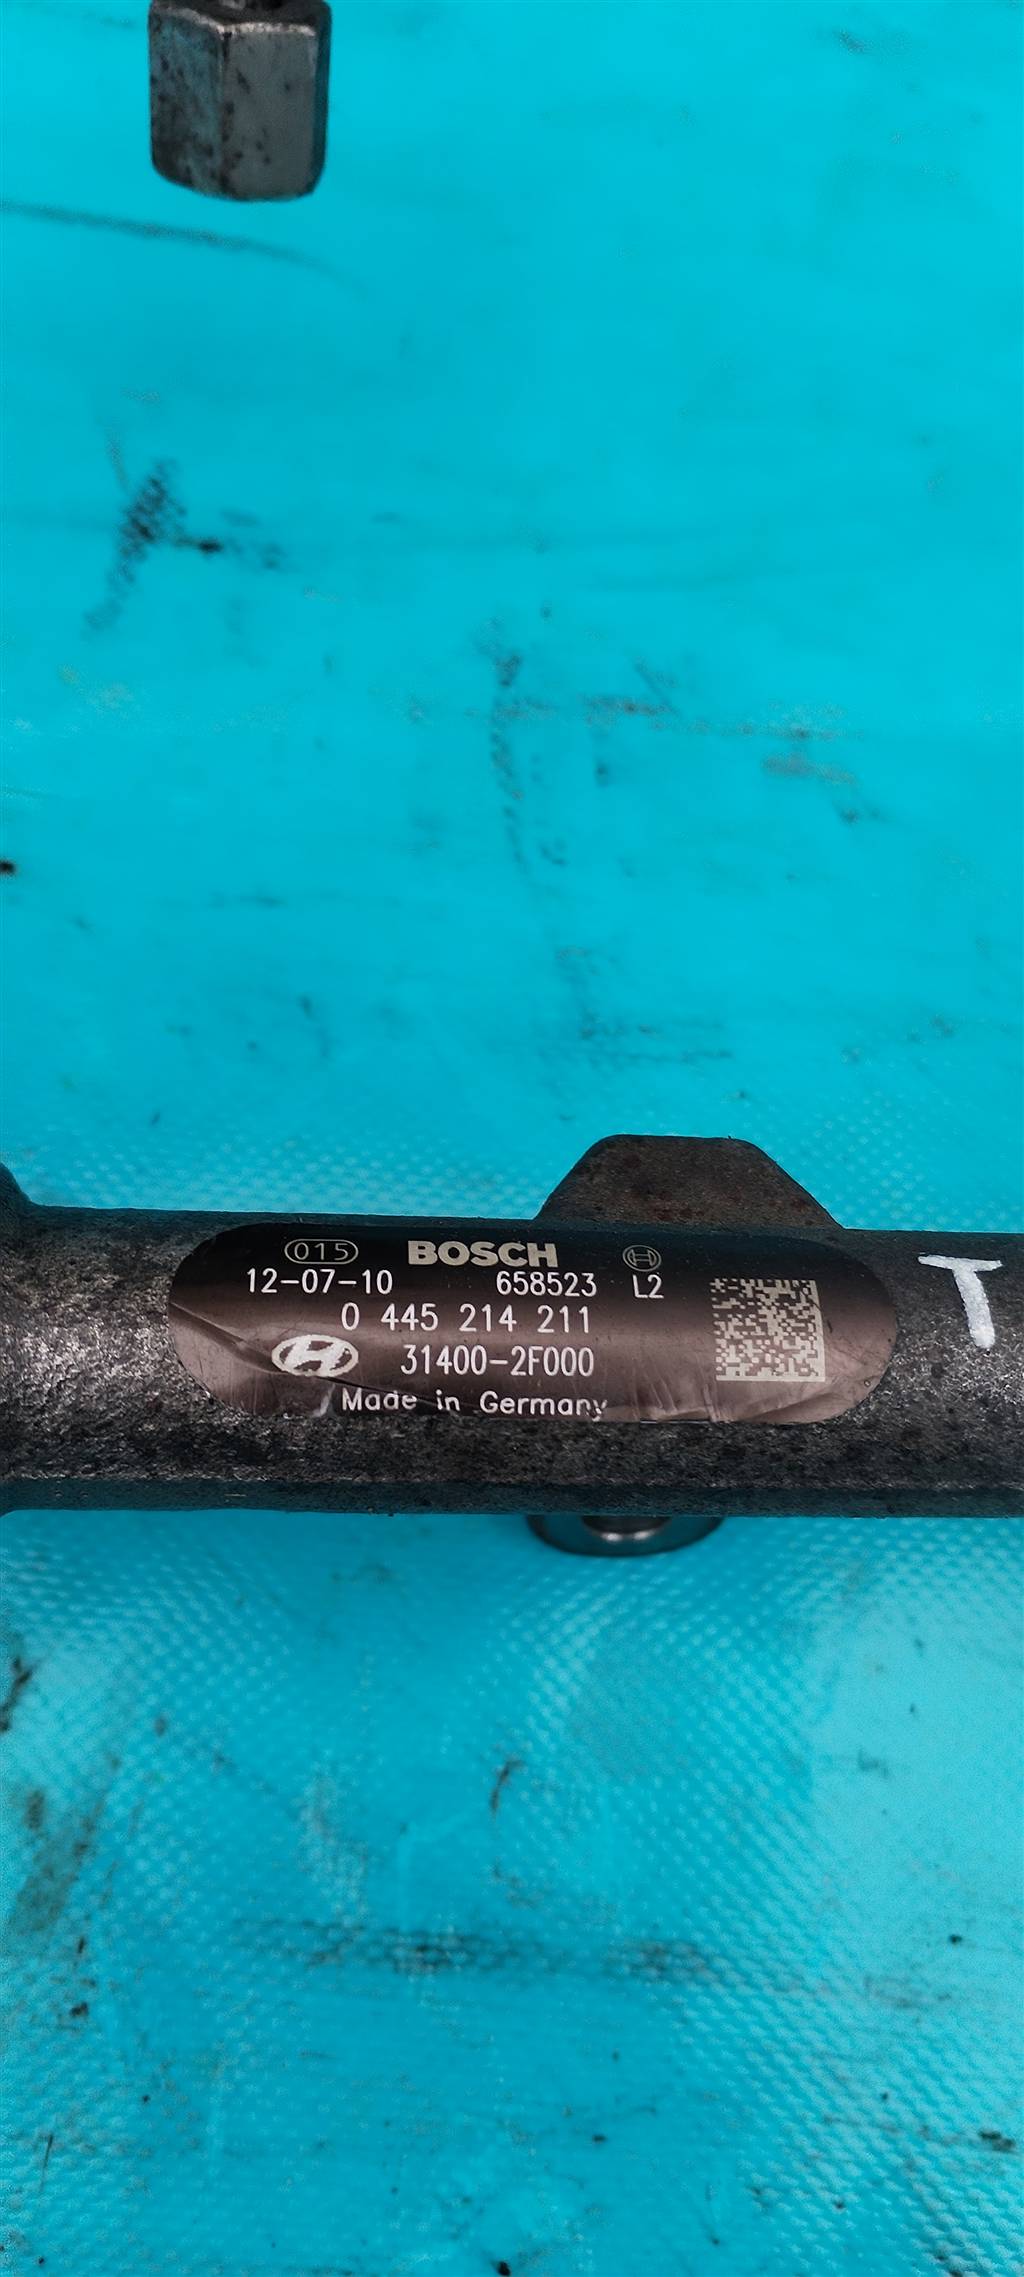 015 BOSCH
12-07-10 658523 L2
0 445 214 211
31400-2F000
Made in Germany
T